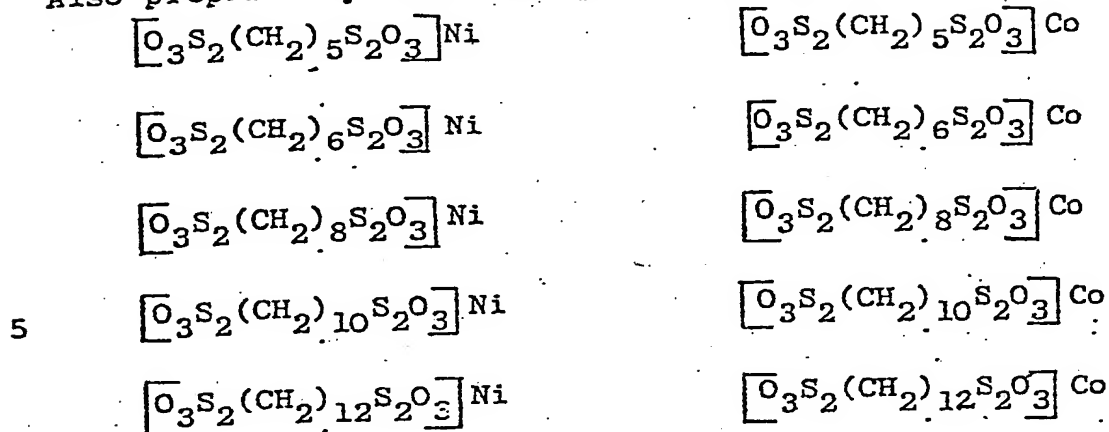 [O3S2(CH2)5S2O3]Ni [O3S2(CH2)5S2O3]Co
[O3S2(CH2)6S2O3] Ni [O3S2(CH2)6S2O3] Co
[O3S2(CH2)8S2O3] Ni [O3S2(CH2)8S2O3] Co
5 [O3S2(CH2)10S2O3] Ni [O3S2(CH2)10S2O3] Co
[O3S2(CH2)12S2O3] Ni [O3S2(CH2)12S2O3] Co